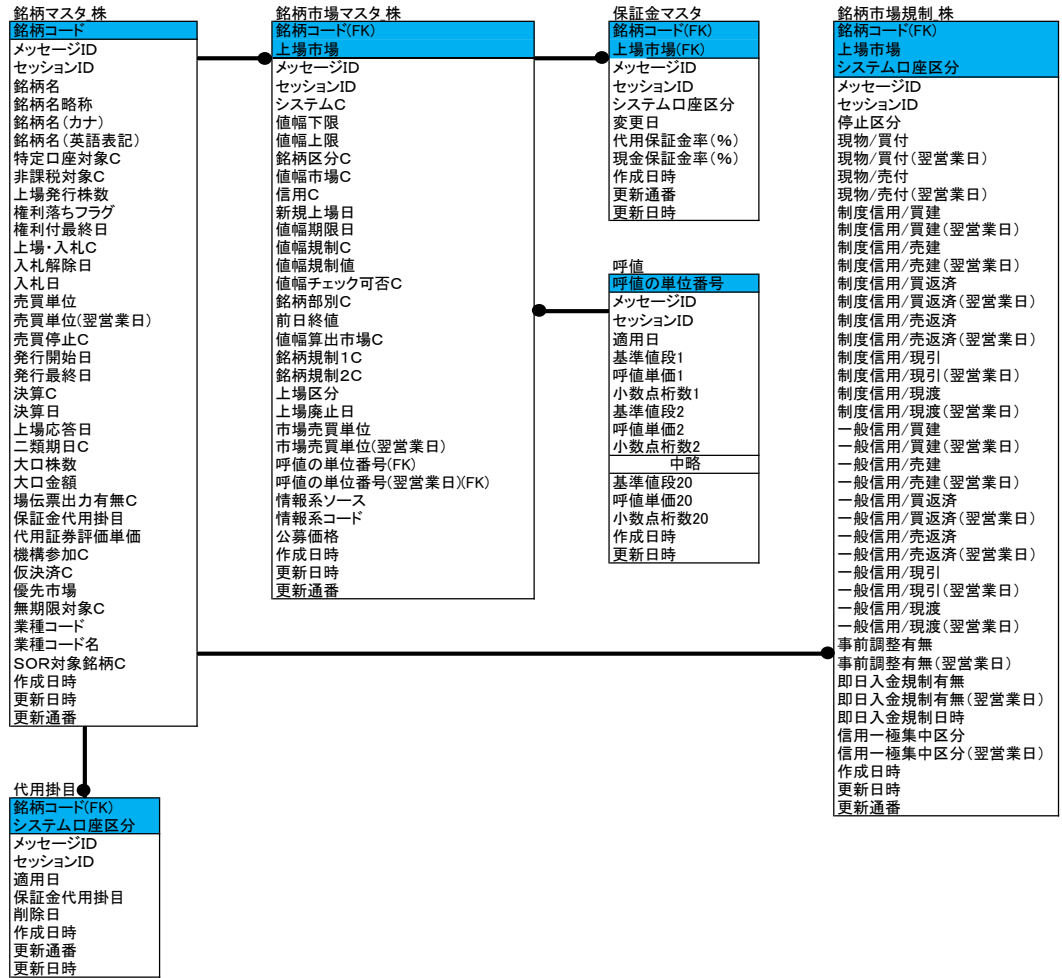 銘柄マスタ_株
銘柄コード
メッセージID
セッションID
銘柄名
銘柄名略称
銘柄名(カナ)
銘柄名(英語表記)
特定口座対象C
非課税対象C
上場発行株数
権利落ちフラグ
権利付最終日
上場・入札C
入札解除日
入札日
売買単位
売買単位(翌営業日)
売買停止C
発行開始日
発行最終日
決算C
決算日
上場応答日
二類期日C
大口株数
大口金額
場伝票出力有無C
保証金代用掛目
代用証券評価単価
機構参加C
仮決済C
優先市場
無期限対象C
業種コード
業種コード名
SOR対象銘柄C
作成日時
更新日時
更新通番
代用掛目
銘柄コード(FK)
システム口座区分
メッセージID
セッションID
適用日
保証金代用掛目
削除日
作成日時
更新通番
更新日時
銘柄市場マスタ_株
銘柄コード(FK)
上場市場
メッセージID
セッションID
システムC
値幅下限
値幅上限
銘柄区分C
値幅市場C
信用C
新規上場日
値幅期限日
値幅規制C
値幅規制値
値幅チェック可否C
銘柄部別C
前日終値
値幅算出市場C
銘柄規制1C
銘柄規制2C
上場区分
上場廃止日
市場売買単位
市場売買単位(翌営業日)
呼値の単位番号(FK)
呼値の単位番号(翌営業日)(FK)
情報系ソース
情報系コード
公募価格
作成日時
更新日時
更新通番
保証金マスタ
銘柄コード(FK)
上場市場(FK)
メッセージID
セッションID
システム口座区分
変更日
代用保証金率(%)
現金保証金率(%)
作成日時
更新通番
更新日時
呼値
呼値の単位番号
メッセージID
セッションID
適用日
基準値段1
呼値単価1
小数点桁数1
基準値段2
呼値単価2
小数点桁数2
中略
基準値段20
呼値単価20
小数点桁数20
作成日時
更新日時
銘柄市場規制_株
銘柄コード(FK)
上場市場
システム口座区分
メッセージID
セッションID
停止区分
現物/買付
現物/買付(翌営業日)
現物/売付
現物/売付(翌営業日)
制度信用/買建
制度信用/買建(翌営業日)
制度信用/売建
制度信用/売建(翌営業日)
制度信用/買返済
制度信用/買返済(翌営業日)
制度信用/売返済
制度信用/売返済(翌営業日)
制度信用/現引
制度信用/現引(翌営業日)
制度信用/現渡
制度信用/現渡(翌営業日)
一般信用/買建
一般信用/買建(翌営業日)
一般信用/売建
一般信用/売建(翌営業日)
一般信用/買返済
一般信用/買返済(翌営業日)
一般信用/売返済
一般信用/売返済(翌営業日)
一般信用/現引
一般信用/現引(翌営業日)
一般信用/現渡
一般信用/現渡(翌営業日)
事前調整有無
事前調整有無(翌営業日)
即日入金規制有無
即日入金規制有無(翌営業日)
即日入金規制日時
信用一極集中区分
信用一極集中区分(翌営業日)
作成日時
更新日時
更新通番